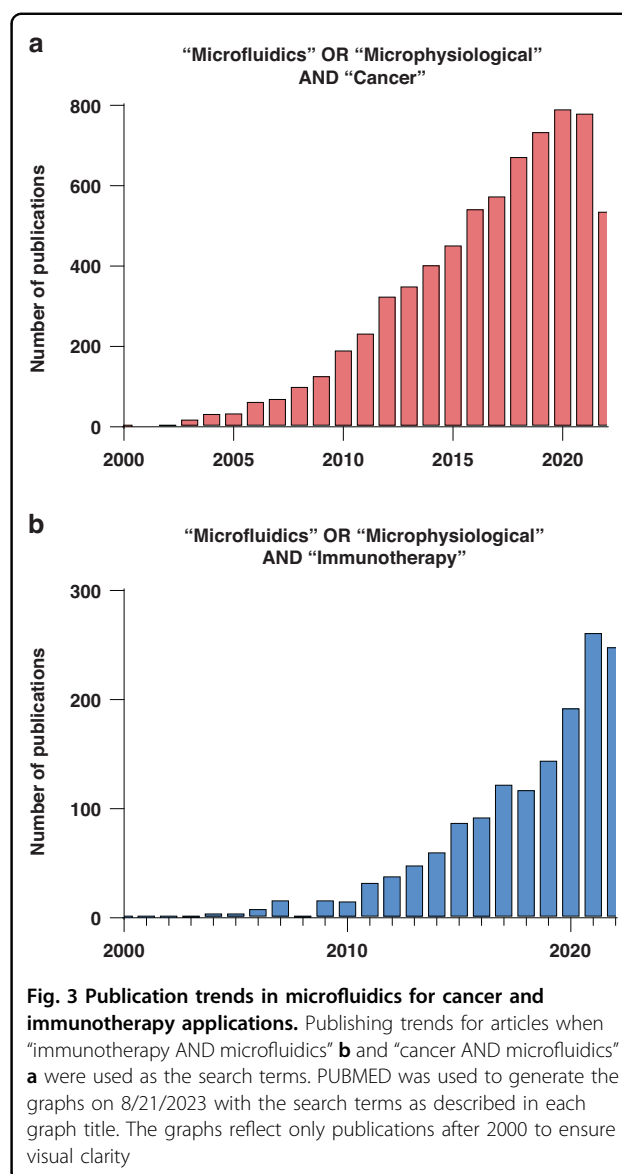 a
“Microfluidics” OR “Microphysiological”
AND “Cancer”
Number of publications
800
600
400
200
0
2000
2005
2010
2015
2020
b
“Microfluidics” OR “Microphysiological”
AND “Immunotherapy”
Number of publications
300
200
100
0
2000
2010
2020
Fig. 3 Publication trends in microfluidics for cancer and
immunotherapy applications. Publishing trends for articles when
“immunotherapy AND microfluidics” b and “cancer AND microfluidics”
a were used as the search terms. PUBMED was used to generate the
graphs on 8/21/2023 with the search terms as described in each
graph title. The graphs reflect only publications after 2000 to ensure
visual clarity